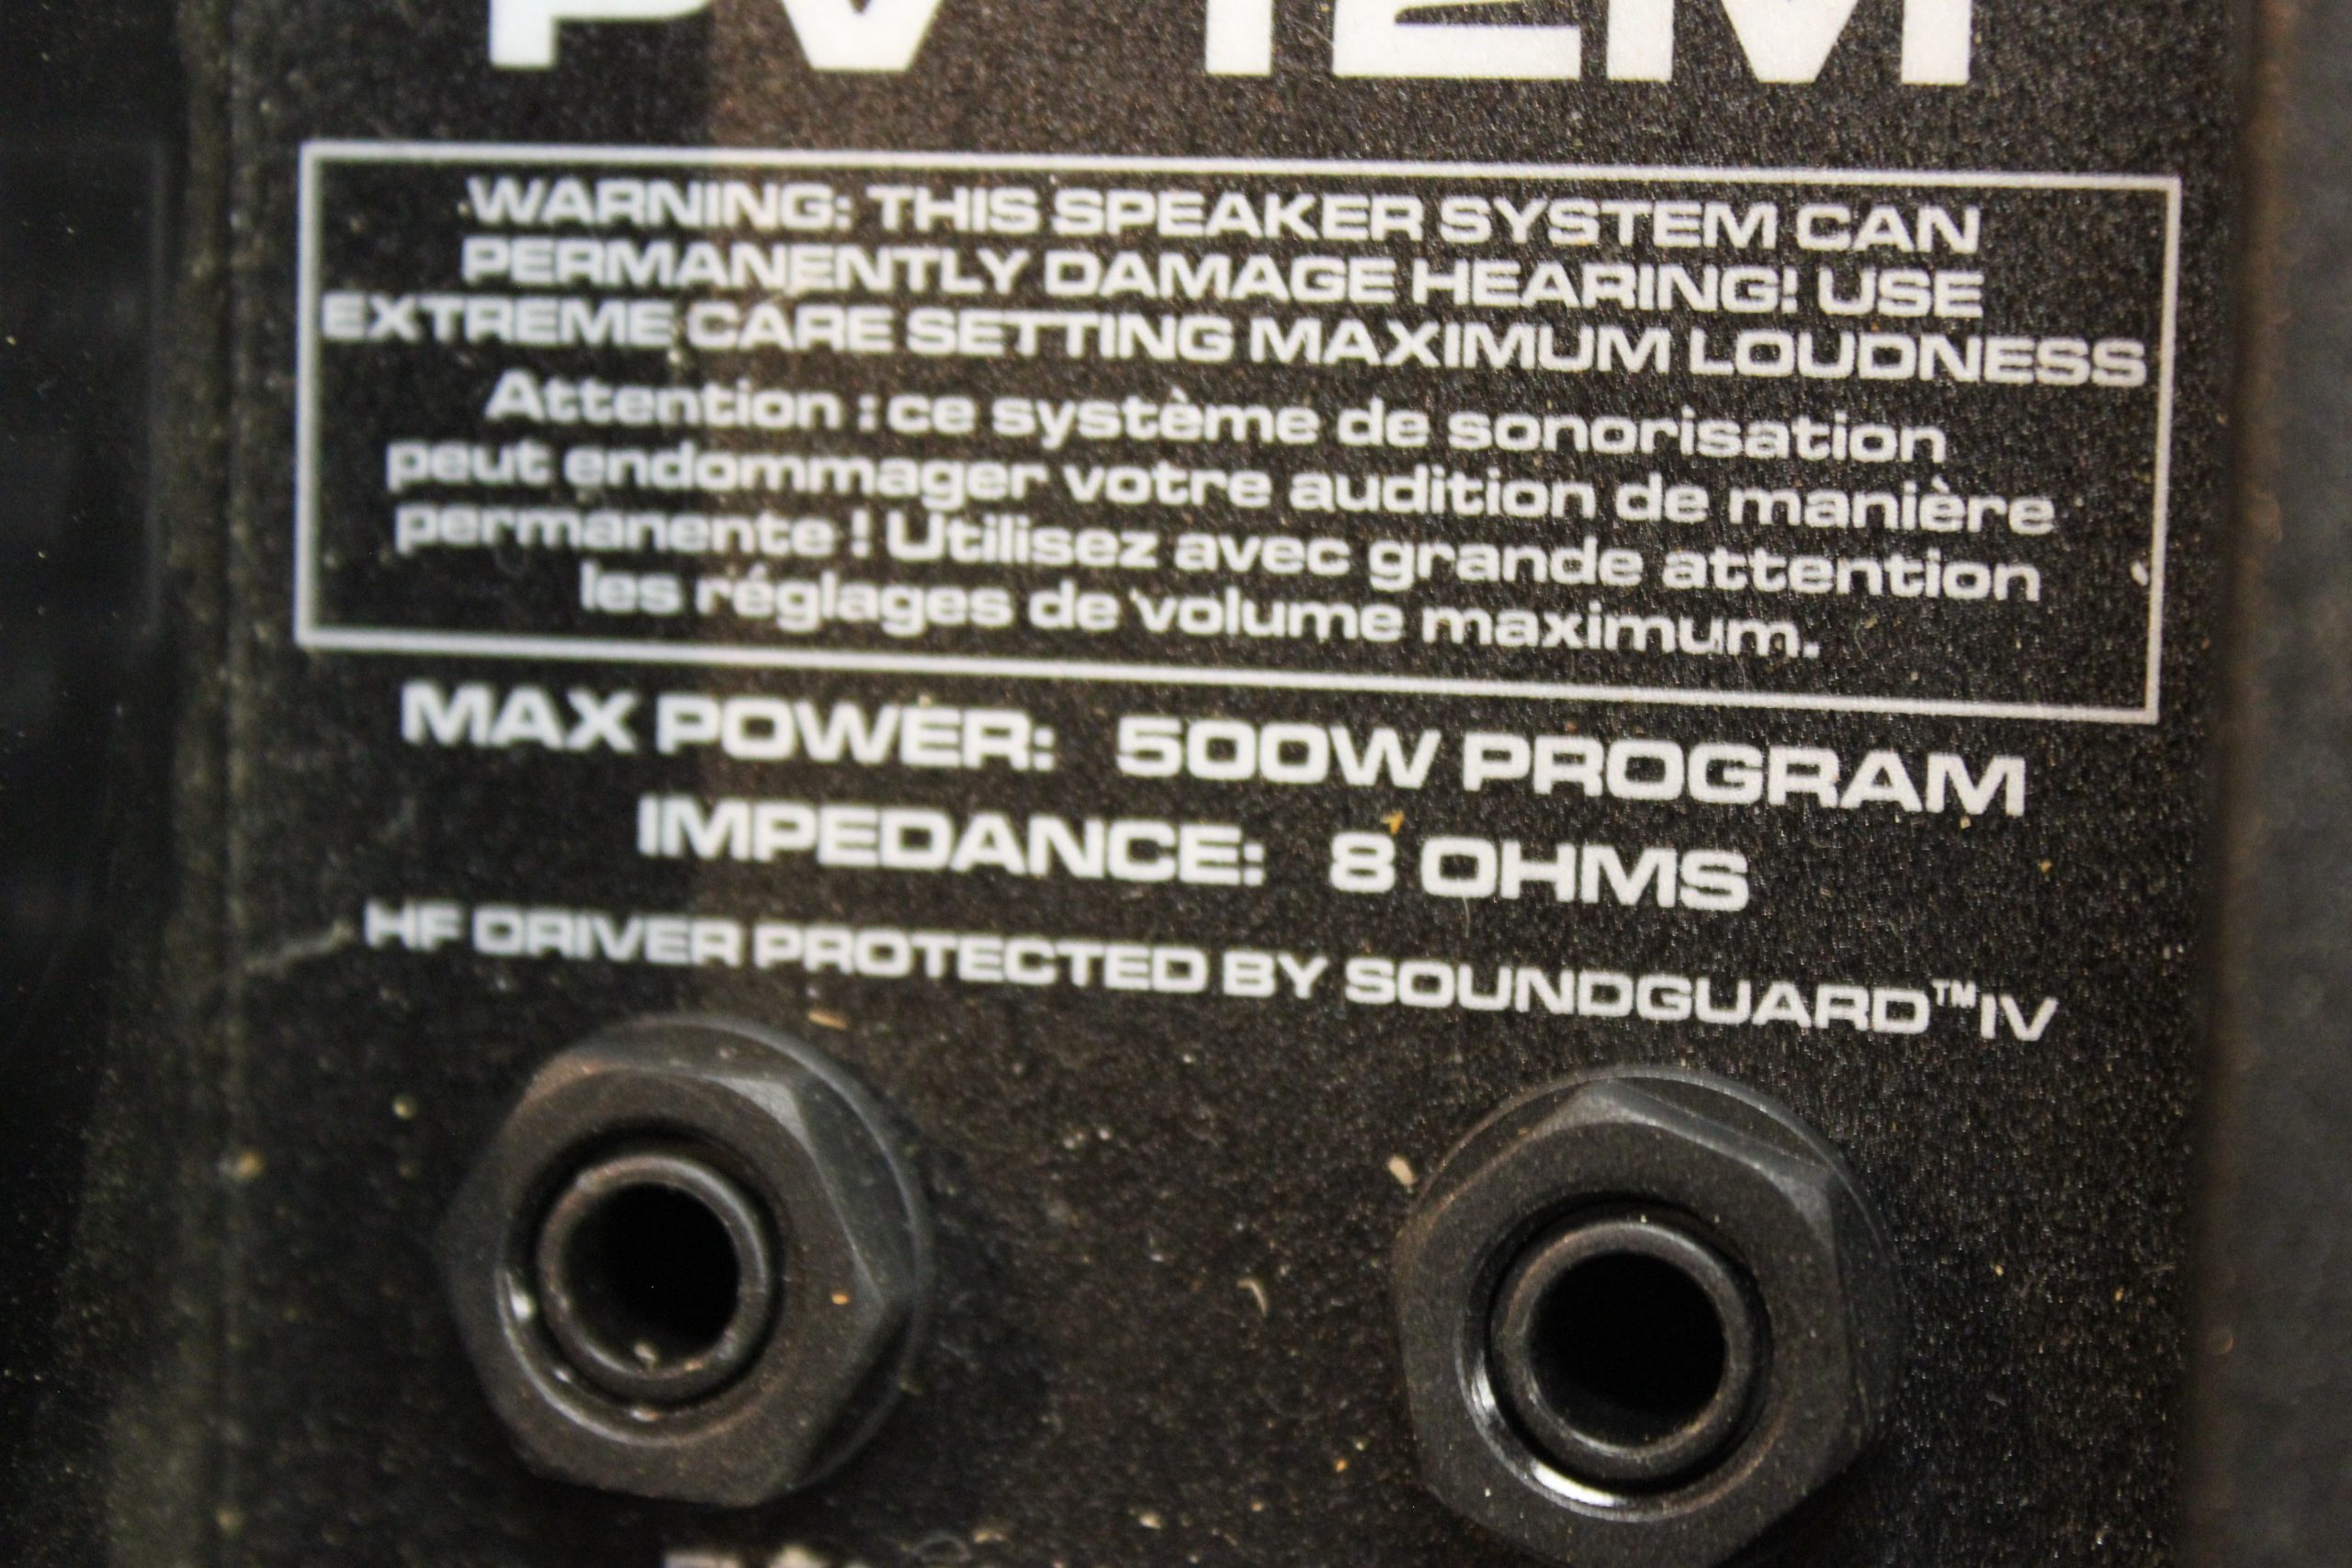 PV 12M
WARNING: THIS SPEAKER SYSTEM CAN
PERMANENTLY DAMAGE HEARING! USE
EXTREME CARE SETTING MAXIMUM LOUDNESS
Attention : ce système de sonorisation
peut endommager votre audition de manière
permanente ! Utilisez avec grande attention
les réglages de volume maximum.
MAX POWER: 500W PROGRAM
IMPEDANCE: 8 OHMS
HF DRIVER PROTECTED BY SOUNDGUARD™IV